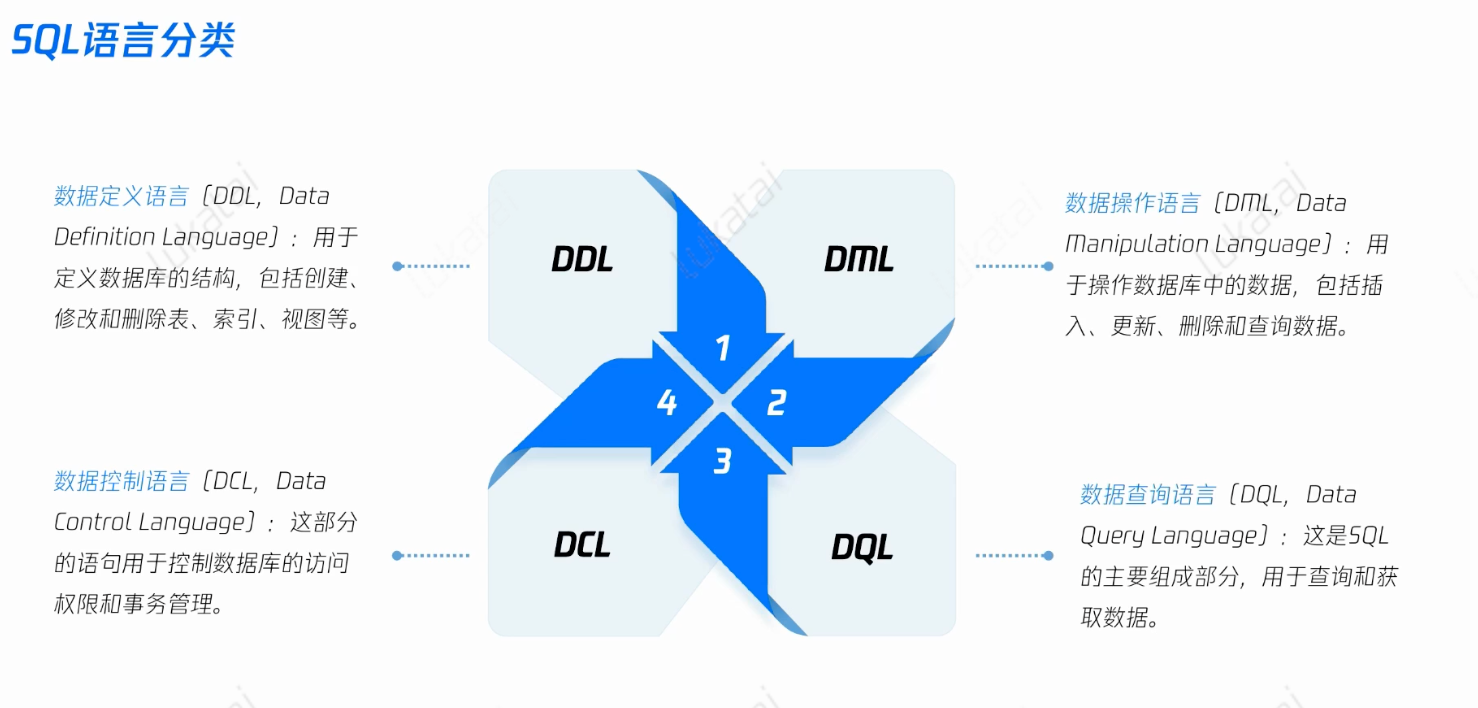 SQL语言分类
数据定义语言（DDL，Data
Definition Language）：用于
定义数据库的结构，包括创建、
修改和删除表、索引、视图等。
DDL
DML
数据操作语言（DML，Data
Manipulation Language）：用
于操作数据库中的数据，包括插
入、更新、删除和查询数据。
1
4
2
3
数据控制语言（DCL，Data
Control Language）：这部分
的语句用于控制数据库的访问
权限和事务管理。
DCL
DQL
数据查询语言（DQL，Data
Query Language）：这是SQL
的主要组成部分，用于查询和获
取数据。
lukatai
lukatai
lukatai
lukatai
lukatai